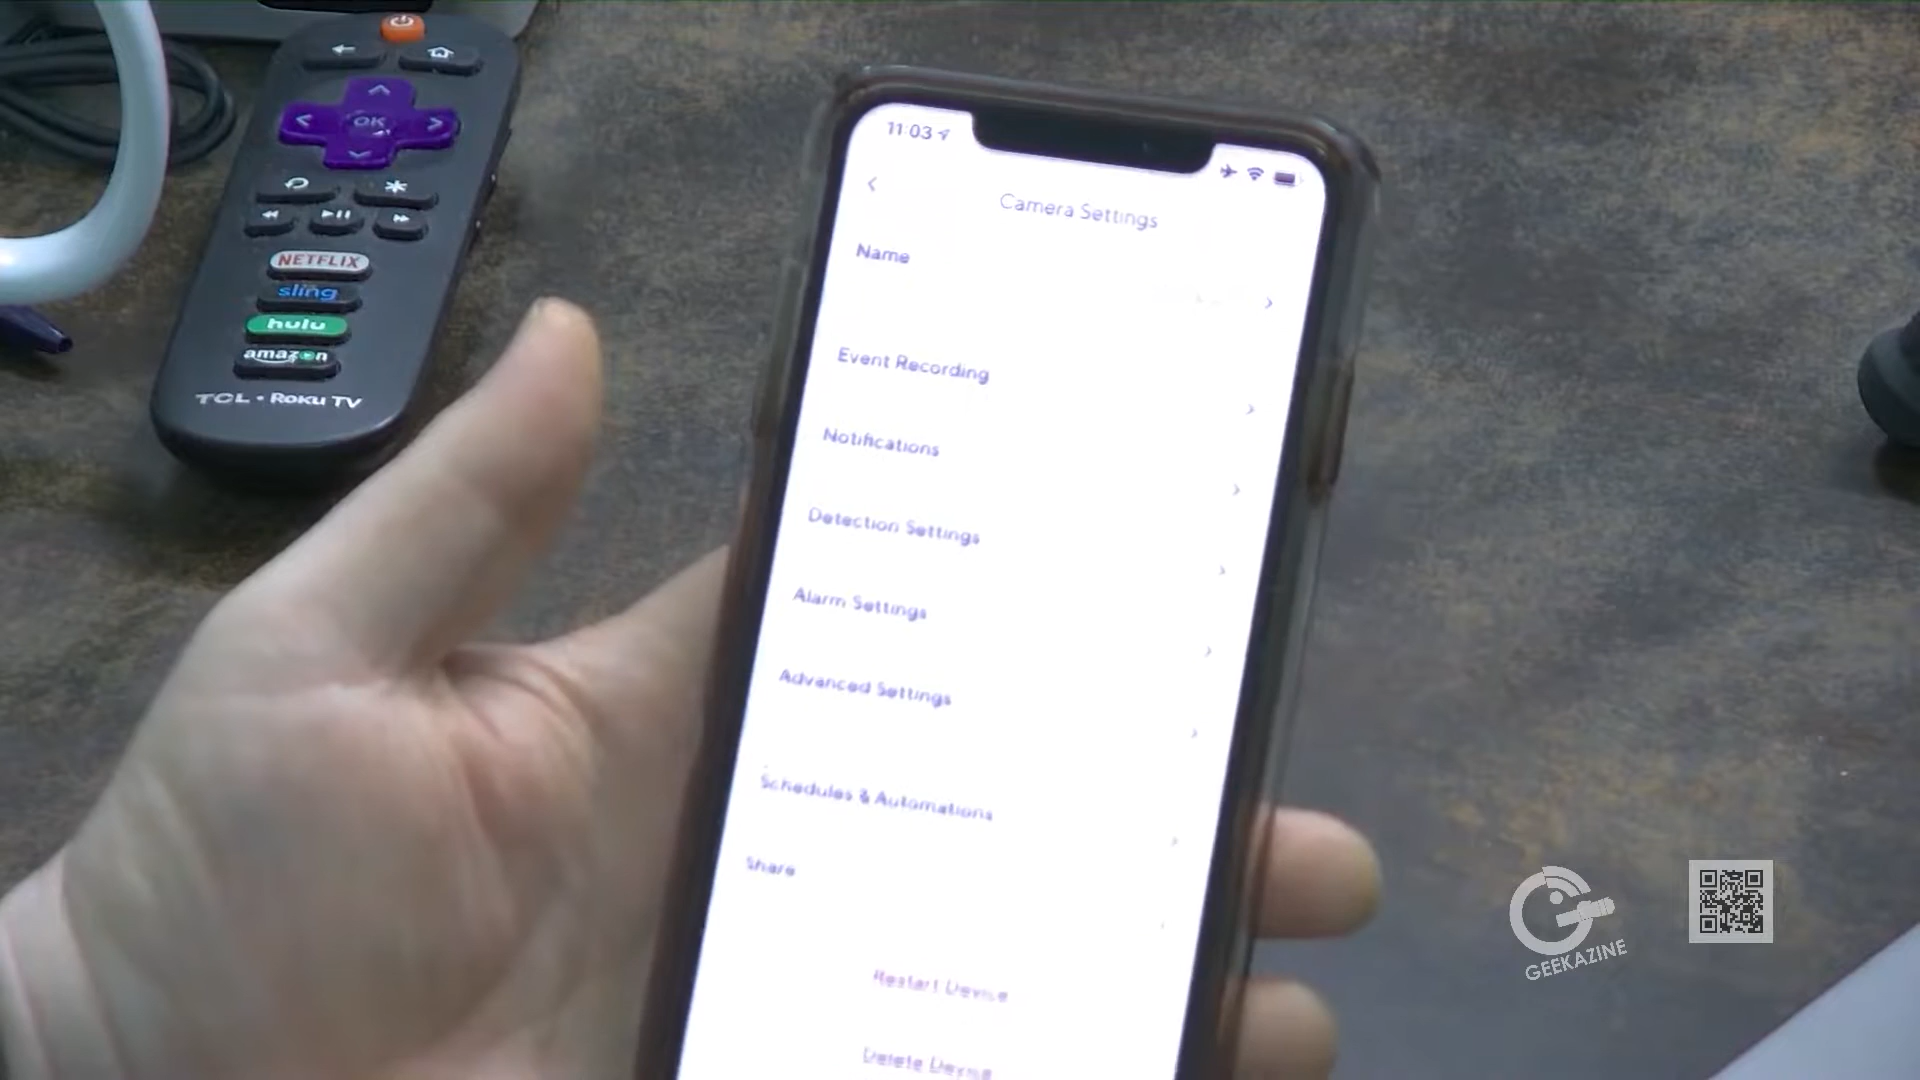 OK
NETFLIX
sling
hulu
amazon
TCL • Roku TV
11:03
Camera Settings
Name
Event Recording
Notifications
Detection Settings
Alarm Settings
Advanced Settings
Schedules & Automations
Share
Restart Device
Delete Device
GEEKAZINE